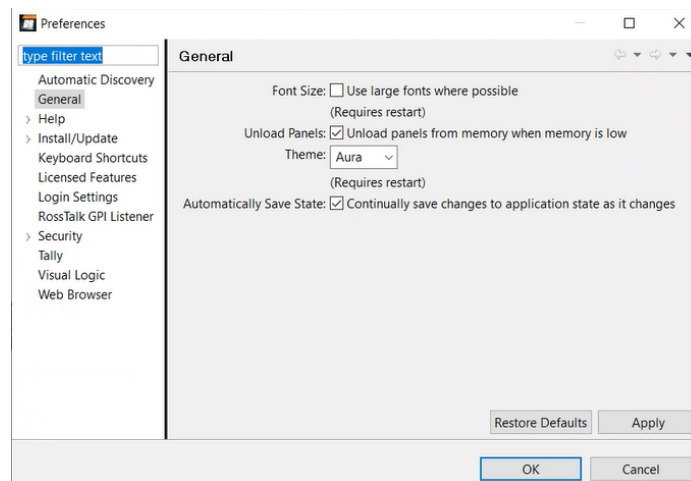 Preferences
type filter text
Automatic Discovery
General
Help
Install/Update
Keyboard Shortcuts
Licensed Features
Login Settings
RossTalk GPI Listener
Security
Tally
Visual Logic
Web Browser
General
Font Size: Use large fonts where possible
(Requires restart)
Unload Panels: Unload panels from memory when memory is low
Theme: Aura
(Requires restart)
Automatically Save State: Continually save changes to application state as it changes
Restore Defaults Apply
OK Cancel